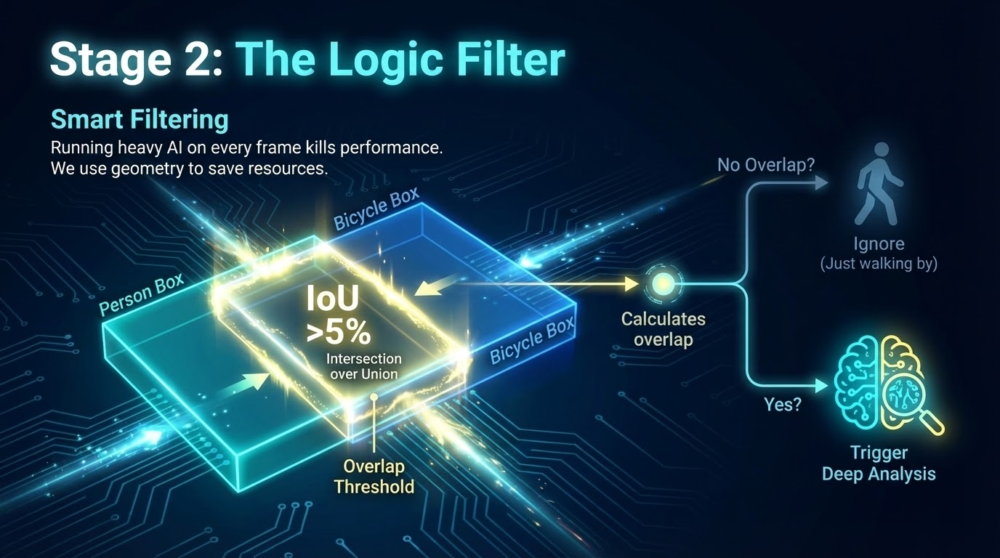 Stage 2: The Logic Filter
Smart Filtering
Running heavy AI on every frame kills performance.
We use geometry to save resources.
Bicycle Box
Person Box
IoU
>5%
Intersection
over Union
Bicycle Box
Overlap
Threshold
Calculates
overlap
No Overlap?
Ignore
(Just walking by)
Yes?
Trigger
Deep Analysis